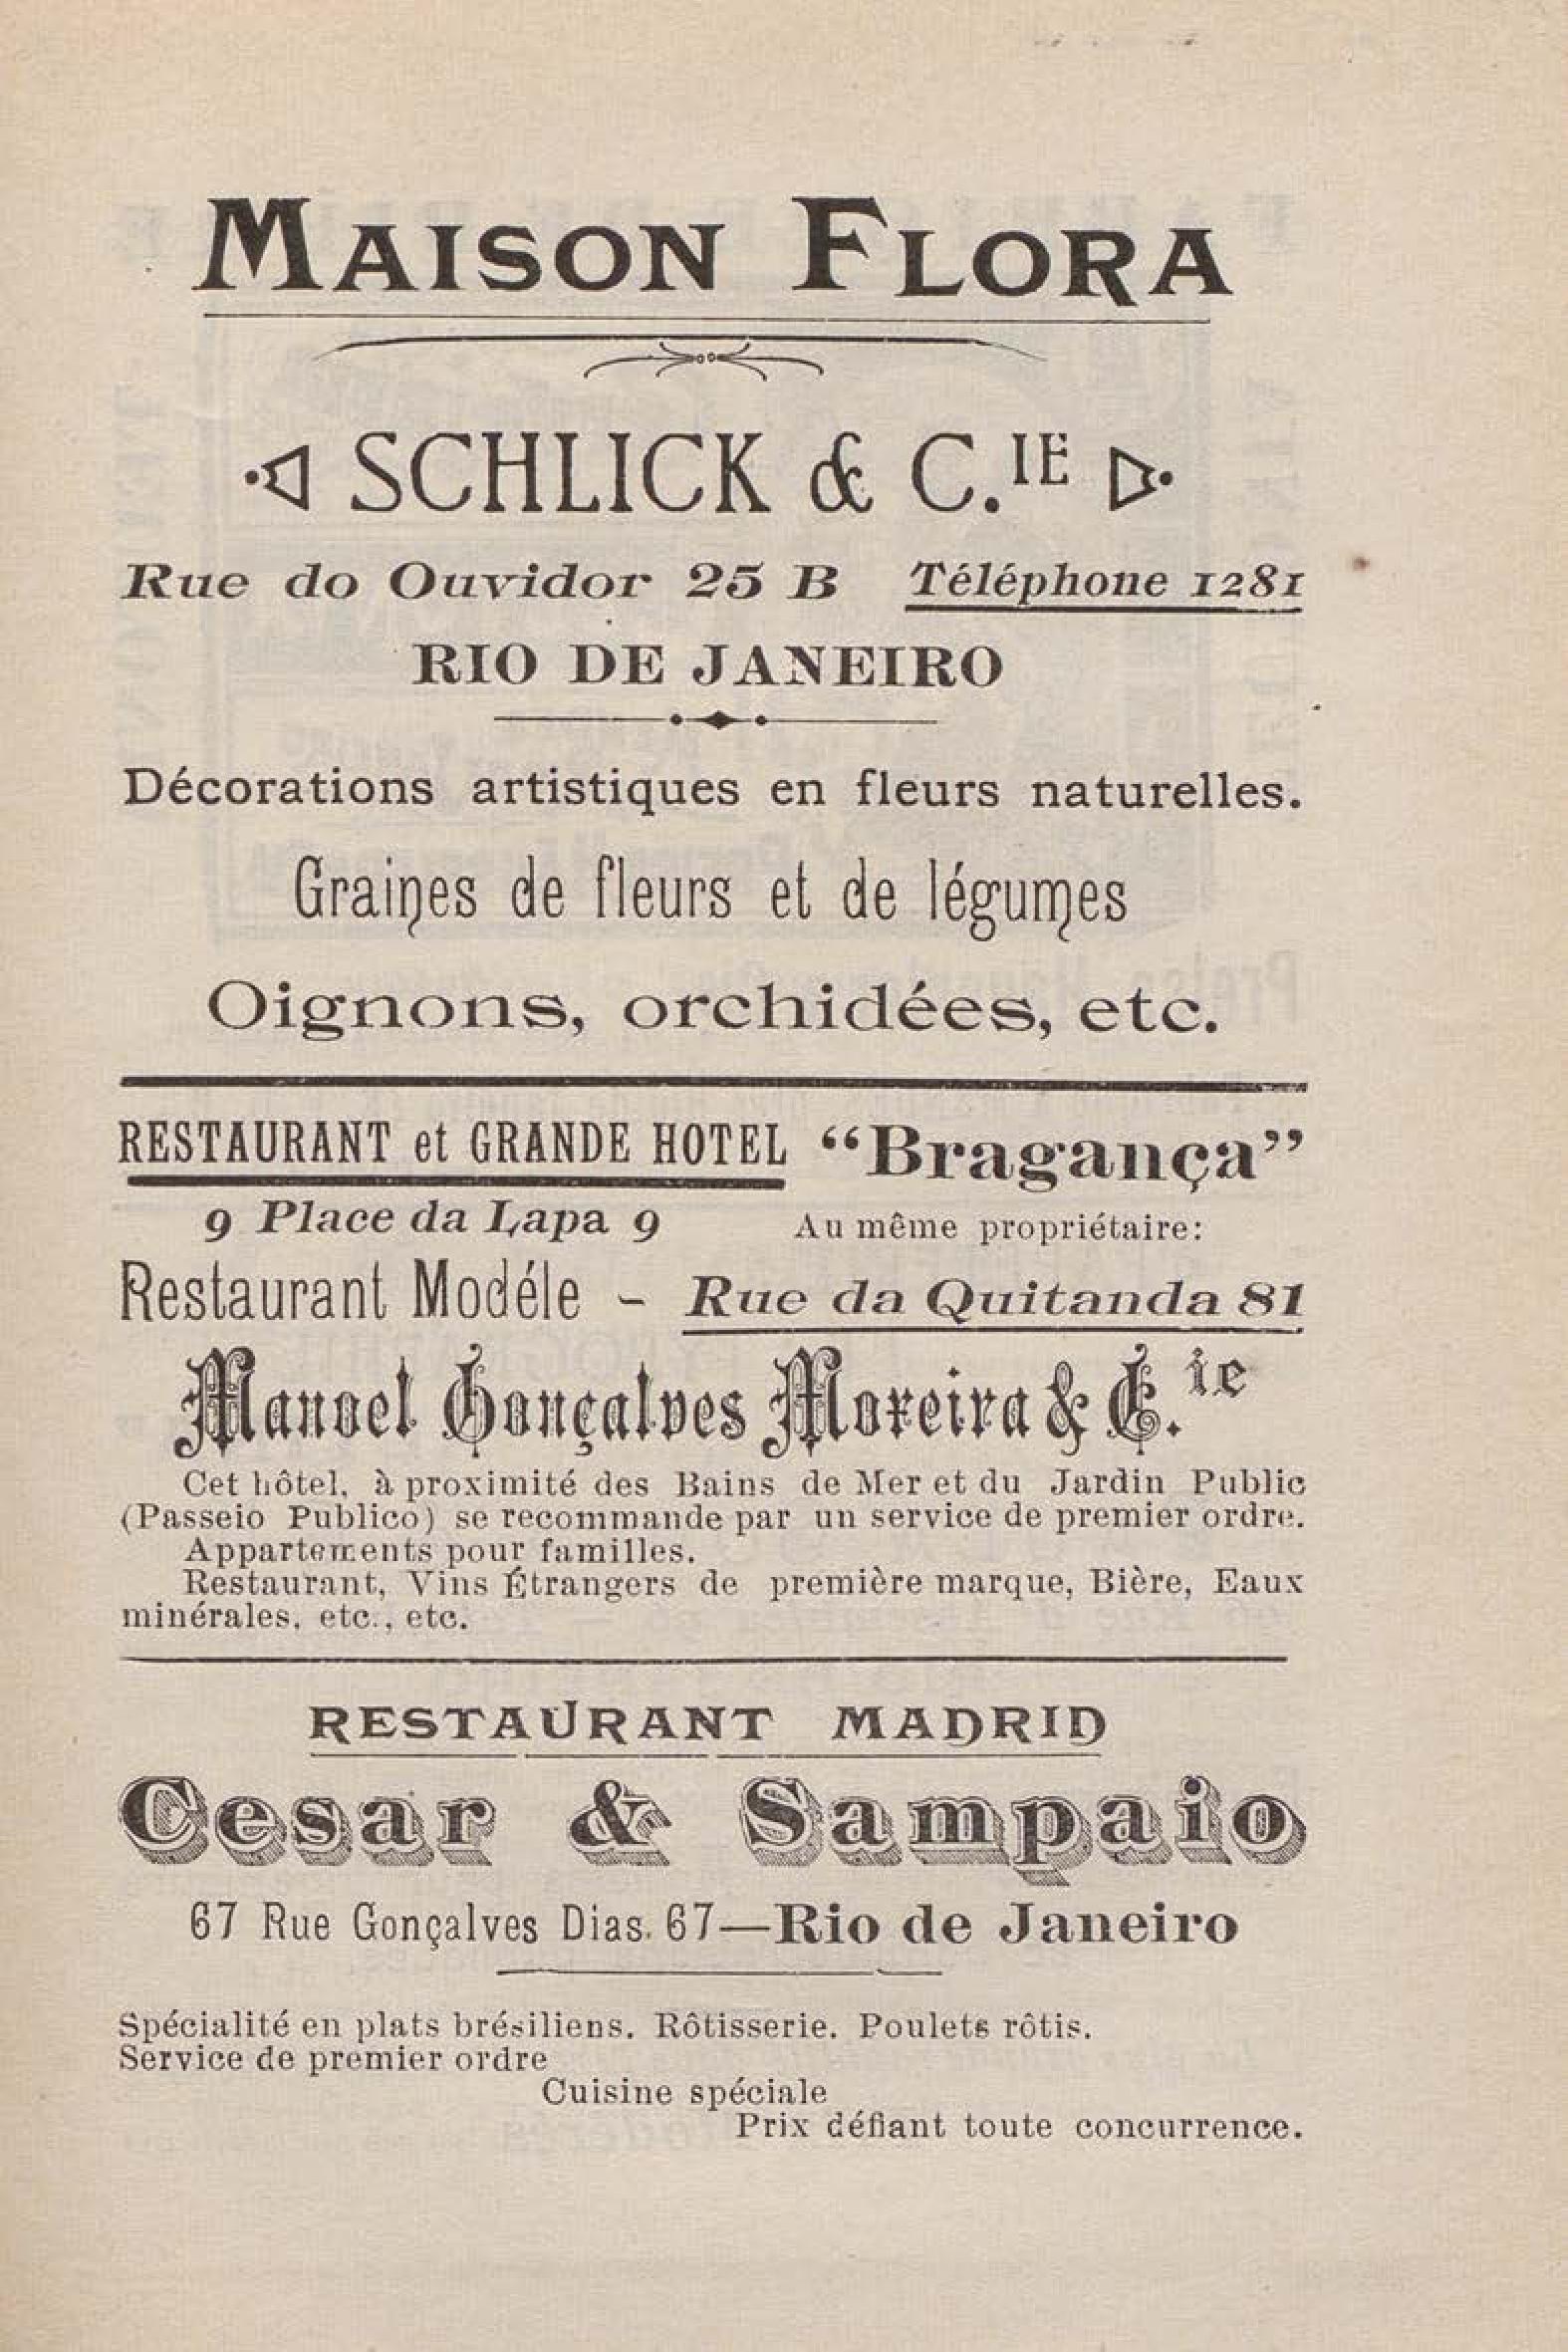 MAISON FLORA
SCHLICK & C.IE
Rue do Ouvidor 25 B Téléphone 1281
RIO DE JANEIRO
Décorations artistiques en fleurs naturelles.
Graines de fleurs et de légumes
Oignons, orchidées, etc.
RESTAURANT et GRANDE HOTEL “Bragança”
9 Place da Lapa 9 Au même propriétaire:
Restaurant Modéle - Rue da Quitanda 81
Manoel Gonçalves Moreira & C.ie
Cet hôtel, à proximité des Bains de Mer et du Jardin Public
(Passeio Publico) se recommande par un service de premier ordre.
Appartements pour familles.
Restaurant, Vins Étrangers de première marque, Bière, Eaux
minérales, etc., etc.
RESTAURANT MADRID
Cesar & Sampaio
67 Rue Gonçalves Dias. 67—Rio de Janeiro
Spécialité en plats brésiliens. Rôtisserie. Poulets rôtis.
Service de premier ordre
Cuisine spéciale
Prix défiant toute concurrence.